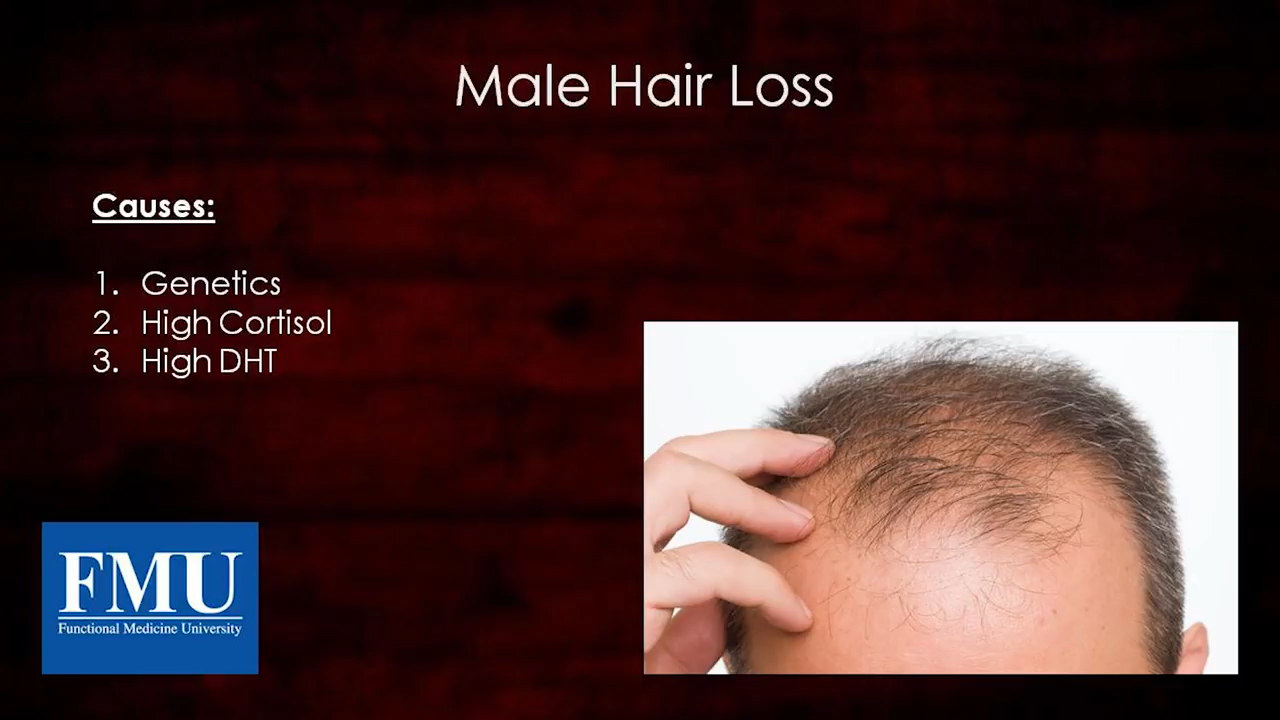 Male Hair Loss
Causes:
1. Genetics
2. High Cortisol
3. High DHT
FMU
Functional Medicine University